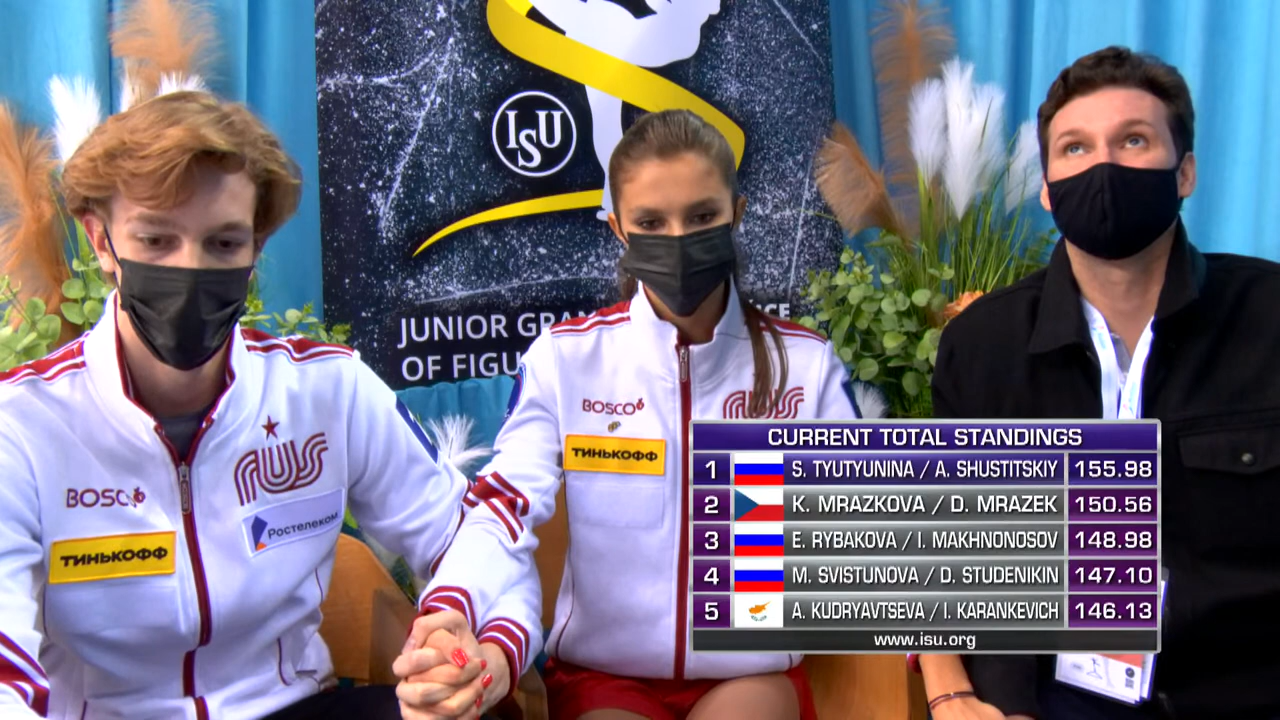 ISU
JUNIOR GRAN
CE
OF FIGU
BOSCO
ТИНЬКОФФ
RUS
Ростелеком
BOSCO
ТИНЬКОФФ
RUS
CURRENT TOTAL STANDINGS
1 S. TYUTYUNINA / A. SHUSTITSKIY 155.98
2 K. MRAZKOVA / D. MRAZEK 150.56
3 E. RYBAKOVA / I. MAKHNONOSOV 148.98
4 M. SVISTUNOVA / D. STUDENIKIN 147.10
5 A. KUDRYAVTSEVA / I. KARANKEVICH 146.13
www.isu.org